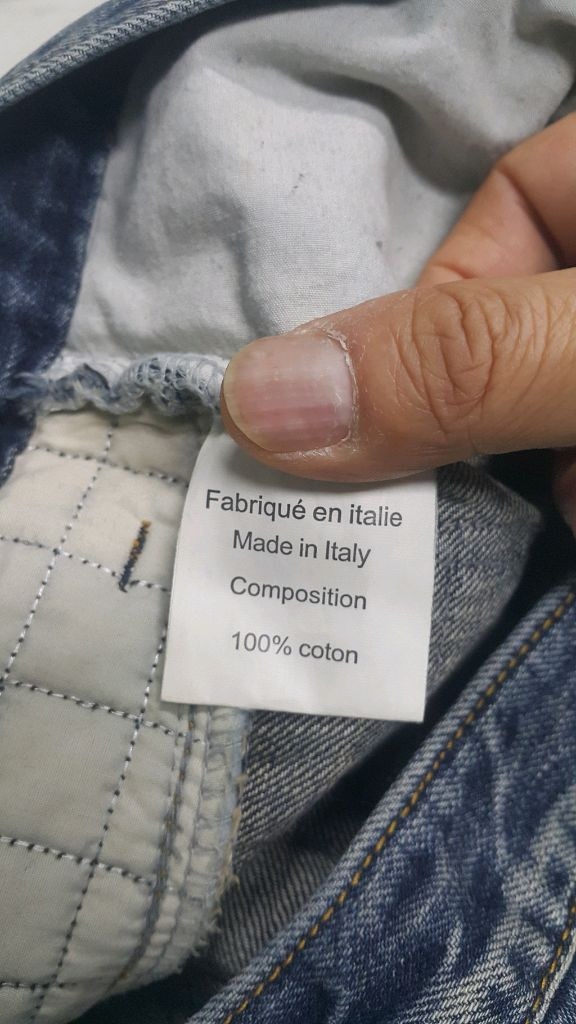 Fabriqué en italie
Made in Italy
Composition
100% coton